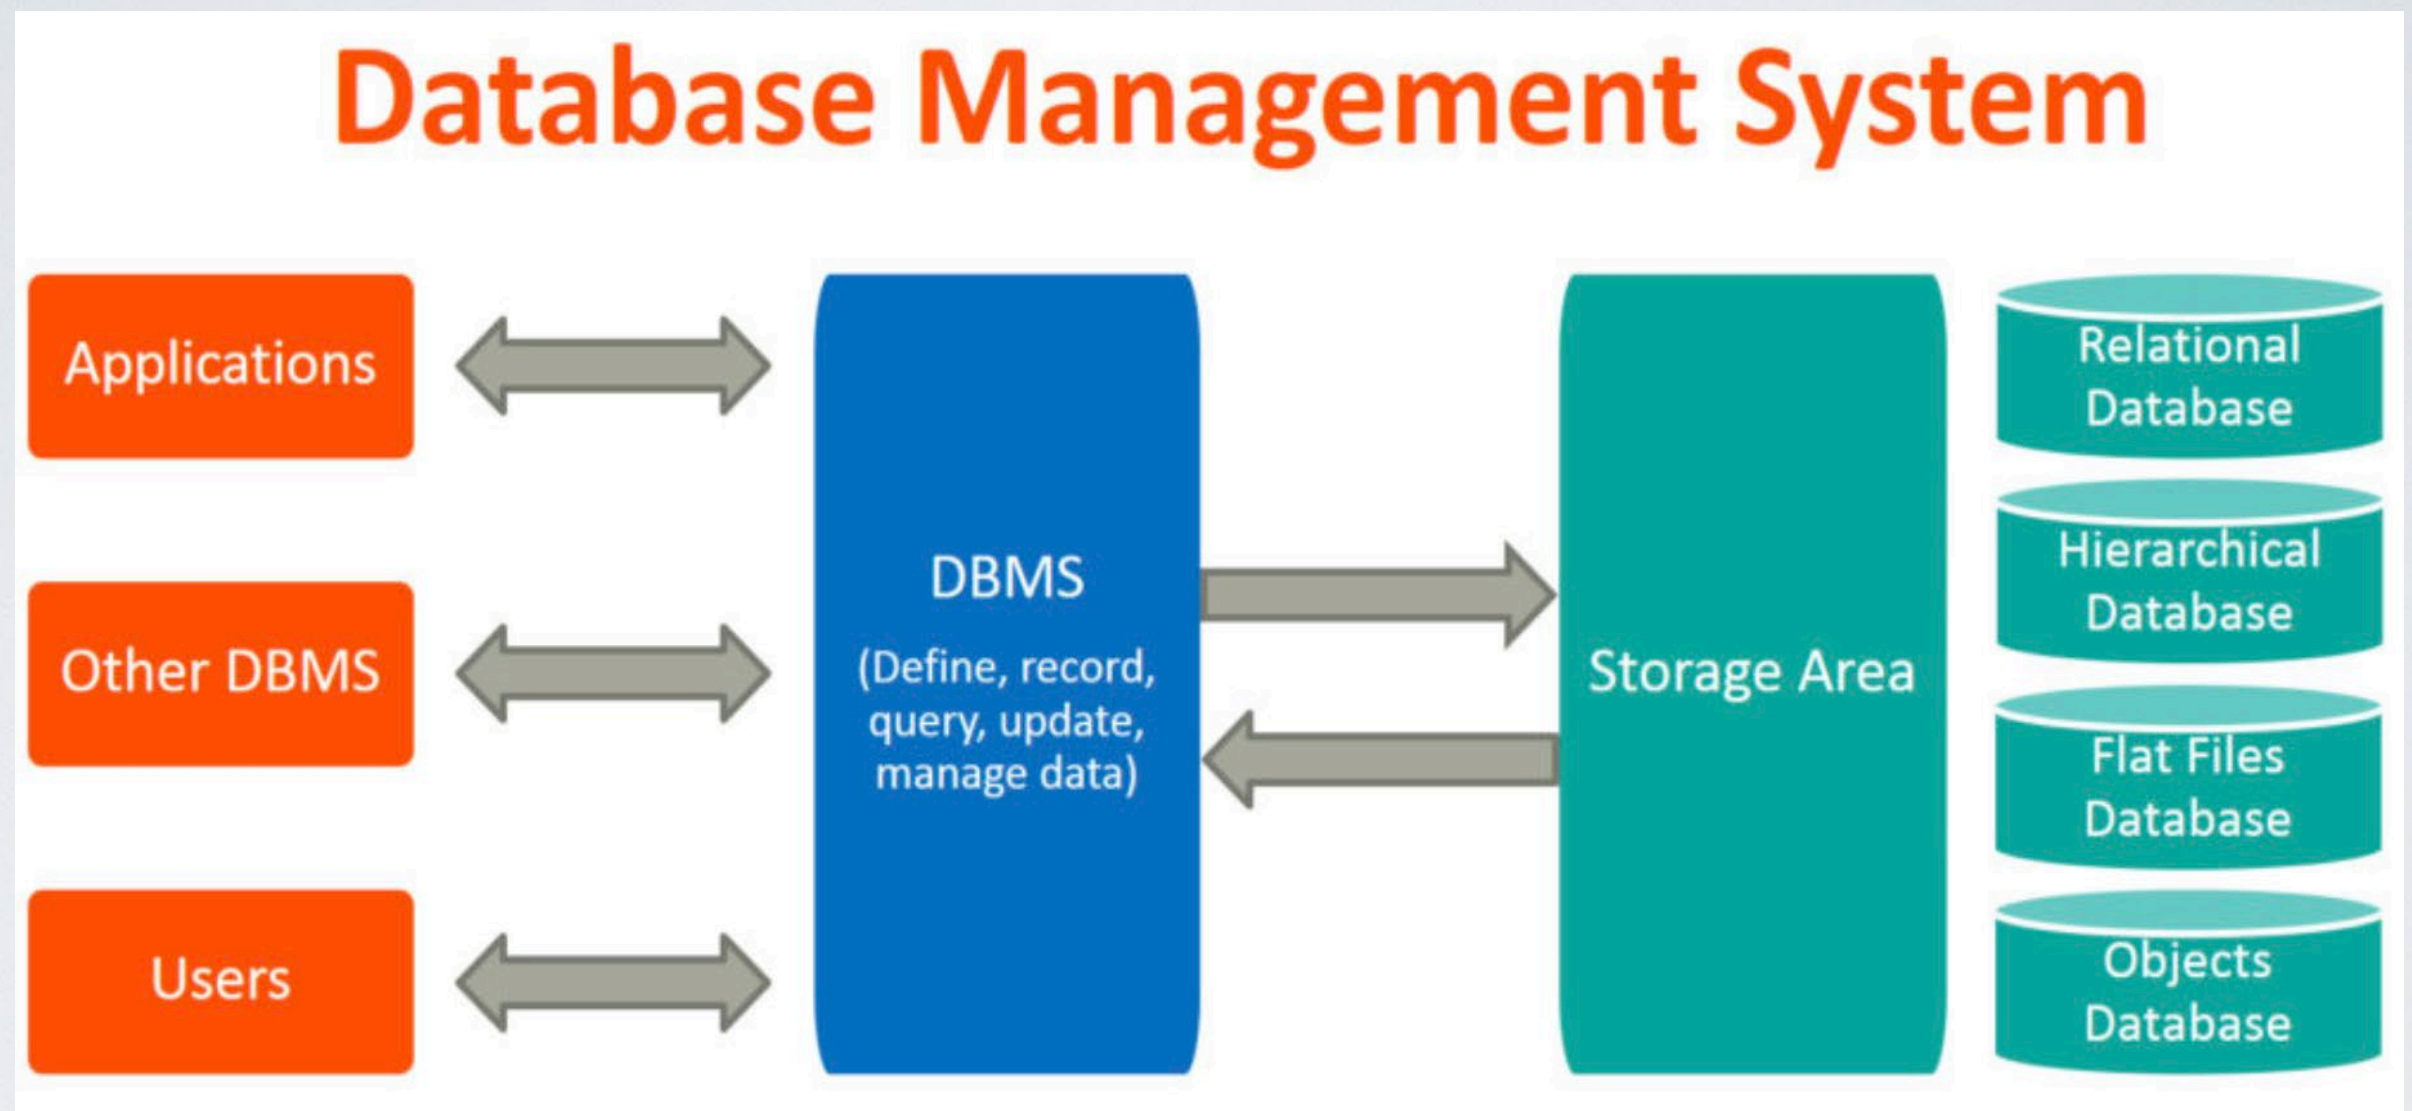 Database Management System
Applications
Other DBMS
Users
DBMS
(Define, record,
query, update,
manage data)
Storage Area
Relational
Database
Hierarchical
Database
Flat Files
Database
Objects
Database